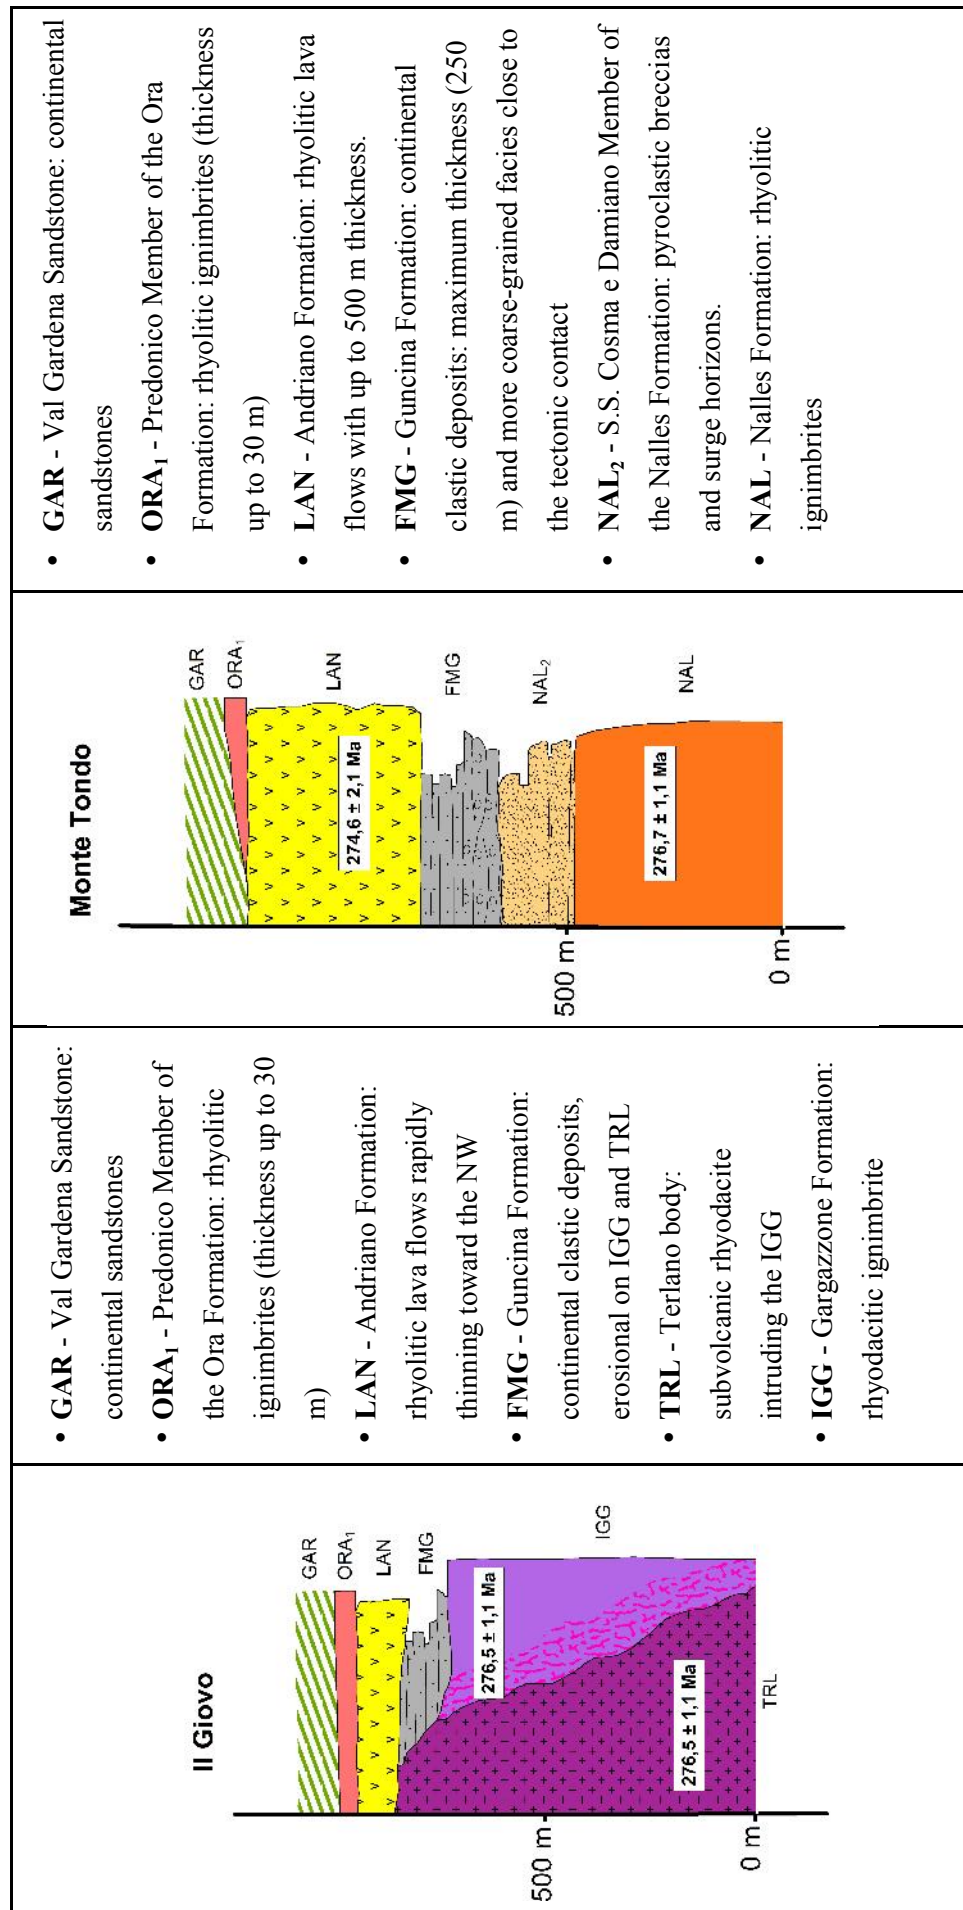 Il Giovo
GAR
ORA1
LAN
FMG
IGG
276,5 ± 1,1 Ma
276,5 ± 1,1 Ma
TRL
500 m
0 m
• GAR - Val Gardena Sandstone:
continental sandstones
• ORA1 - Predonico Member of
the Ora Formation: rhyolitic
ignimbrites (thickness up to 30
m)
• LAN - Andriano Formation:
rhyolitic lava flows rapidly
thinning toward the NW
• FMG - Guncina Formation:
continental clastic deposits,
erosional on IGG and TRL
• TRL - Terlano body:
subvolcanic rhyodacite
intruding the IGG
• IGG - Gargazzone Formation:
rhyodacitic ignimbrite
Monte Tondo
GAR
ORA1
LAN
274,6 ± 2,1 Ma
FMG
NAL2
NAL
276,7 ± 1,1 Ma
500 m
0 m
• GAR - Val Gardena Sandstone: continental
sandstones
• ORA1 - Predonico Member of the Ora
Formation: rhyolitic ignimbrites (thickness
up to 30 m)
• LAN - Andriano Formation: rhyolitic lava
flows with up to 500 m thickness.
• FMG - Guncina Formation: continental
clastic deposits: maximum thickness (250
m) and more coarse-grained facies close to
the tectonic contact
• NAL2 - S.S. Cosma e Damiano Member of
the Nalles Formation: pyroclastic breccias
and surge horizons.
• NAL - Nalles Formation: rhyolitic
ignimbrites